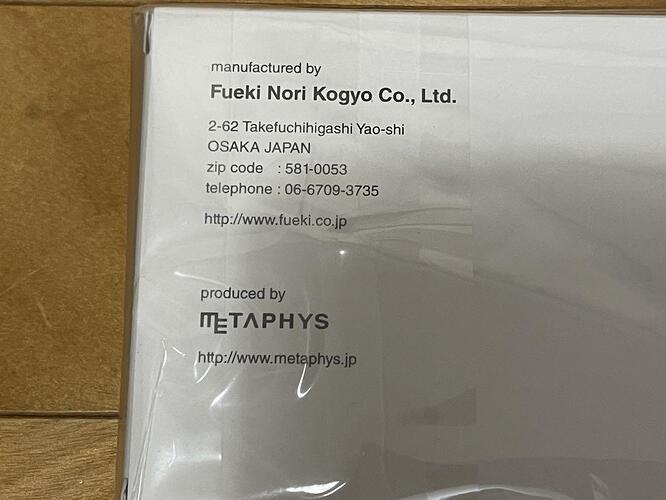 manufactured by
Fueki Nori Kogyo Co., Ltd.
2-62 Takefuchihigashi Yao-shi
OSAKA JAPAN
zip code : 581-0053
telephone : 06-6709-3735
http://www.fueki.co.jp
produced by
METAPHYS
http://www.metaphys.jp